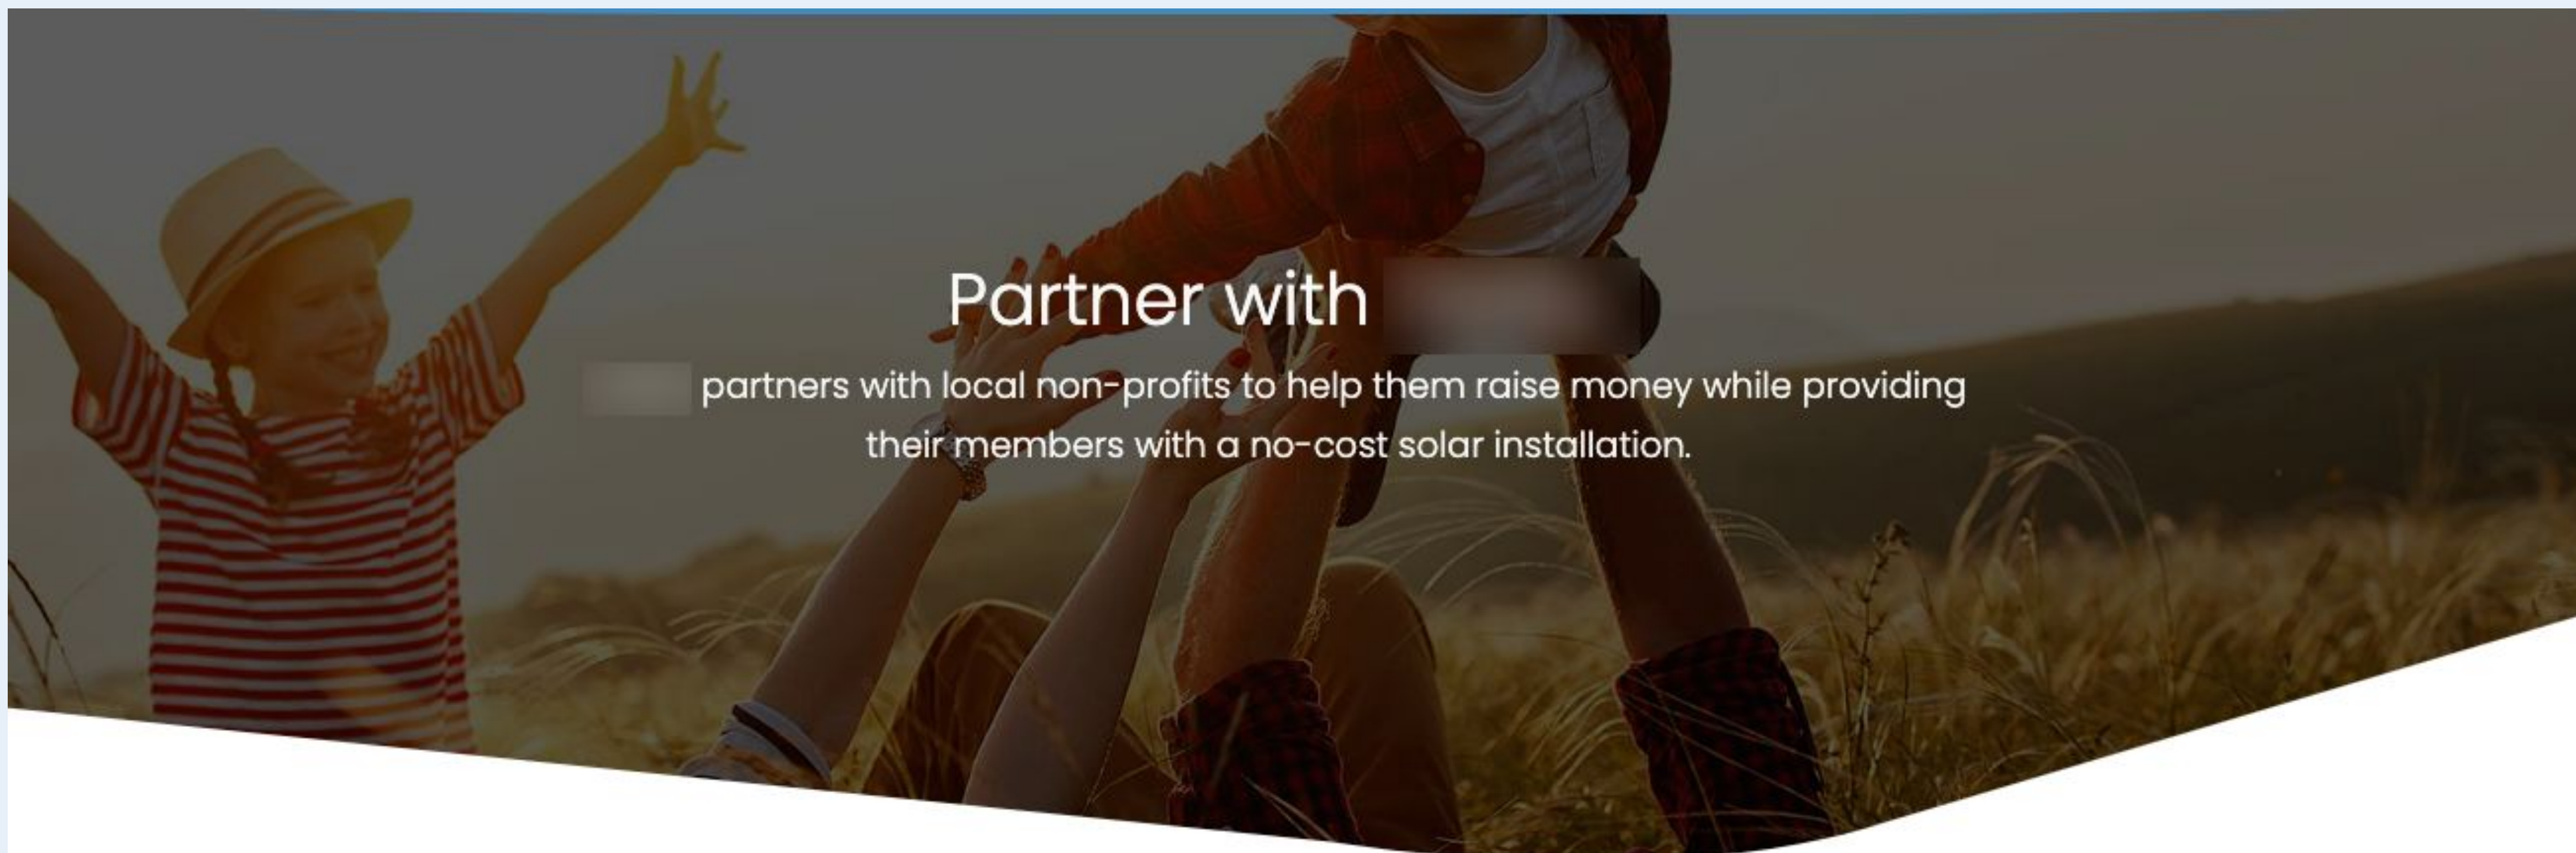 Partner with
partners with local non-profits to help them raise money while providing
their members with a no-cost solar installation.